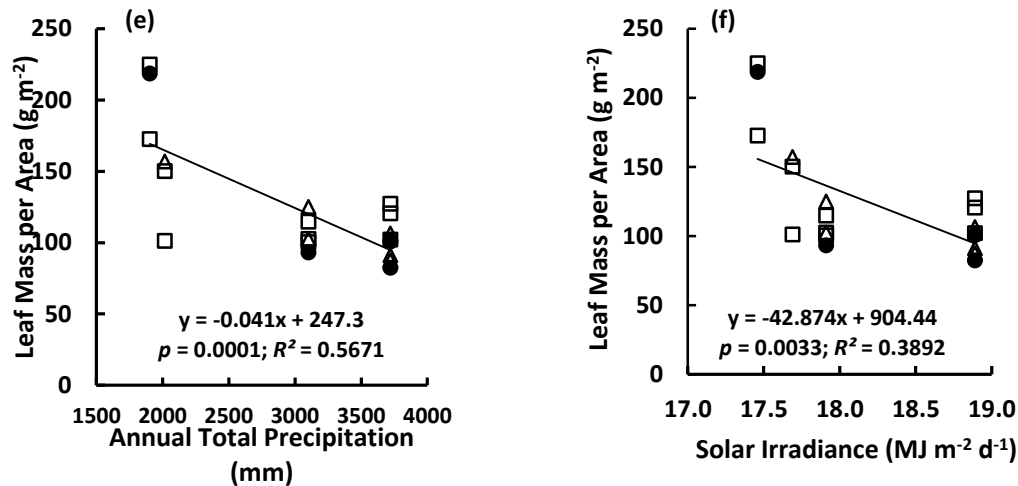 (e)
Leaf Mass per Area (g m⁻²)
250
200
150
100
50
0
y = -0.041x + 247.3
p = 0.0001; R² = 0.5671
1500 2000 2500 3000 3500 4000
Annual Total Precipitation
(mm)
(f)
Leaf Mass per Area (g m⁻²)
250
200
150
100
50
0
y = -42.874x + 904.44
p = 0.0033; R² = 0.3892
17.0 17.5 18.0 18.5 19.0
Solar Irradiance (MJ m⁻² d⁻¹)